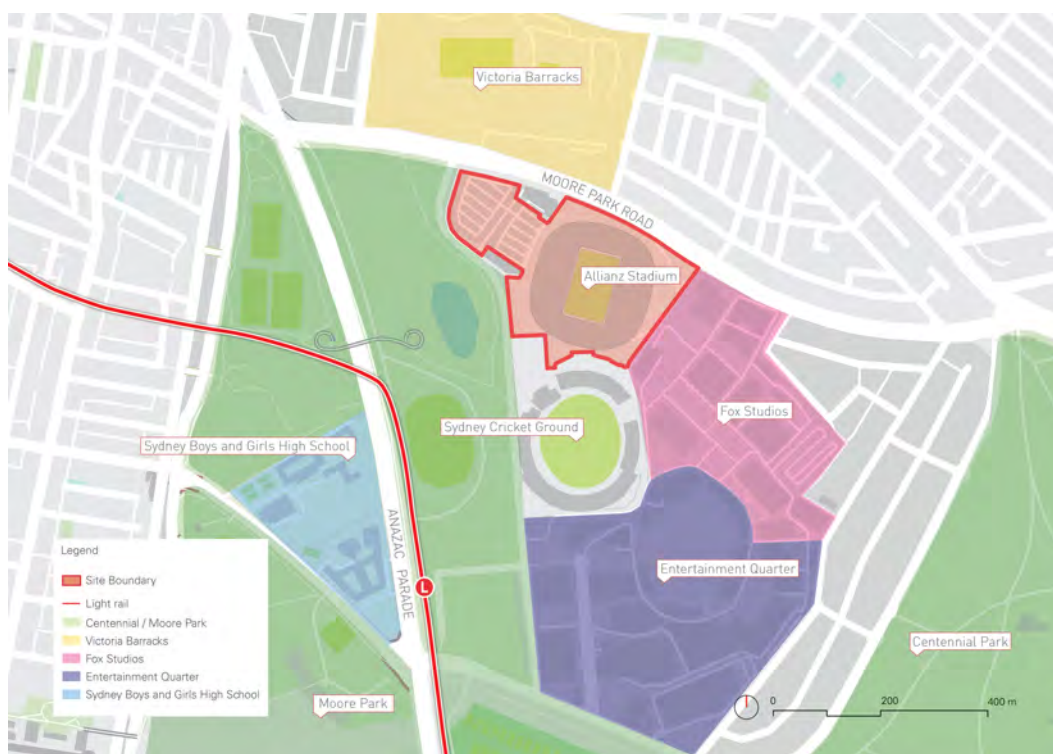 Victoria Barracks
MOORE PARK ROAD
Allianz Stadium
Fox Studios
Sydney Cricket Ground
Sydney Boys and Girls High School
ANAZAC PARADE
L
Entertainment Quarter
Centennial Park
Moore Park
Legend
Site Boundary
Light rail
Centennial / Moore Park
Victoria Barracks
Fox Studios
Entertainment Quarter
Sydney Boys and Girls High School
0 200 400 m